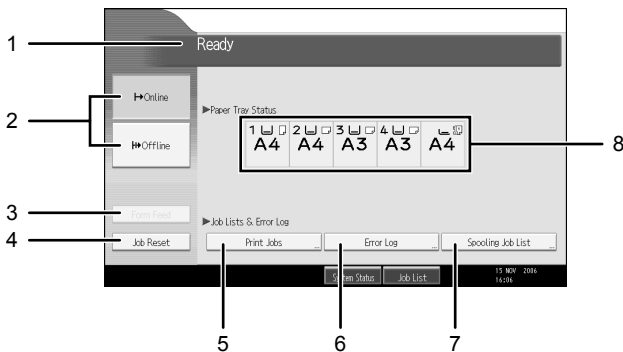 1
Ready
2
Online
Offline
▶Paper Tray Status
1 2 3 4
A4 A4 A3 A3 A4
8
3
Form Feed
▶Job Lists & Error Log
4
Job Reset
Print Jobs
Error Log
Spooling Job List
System Status
Job List
15 NOV 2006
16:06
5
6
7